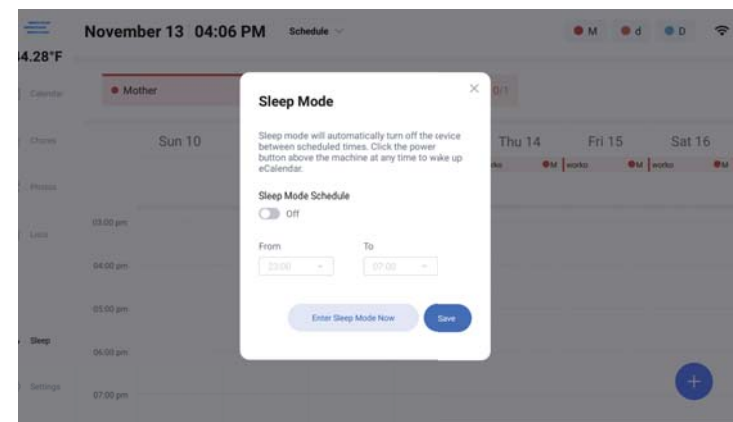 November 13 04:06 PM Schedule
M d D
4.28°F
Calendar
Mother
0/1
Chores
Sun 10 Thu 14 Fri 15 Sat 16
M works M works M
Photos
Lists
03:00 pm
04:00 pm
05:00 pm
Sleep
06:00 pm
Settings
07:00 pm
Sleep Mode
Sleep mode will automatically turn off the sevice
between scheduled times. Click the power
button above the machine at any time to wake up
eCalendar.
Sleep Mode Schedule
Off
From To
23:00 07:00
Enter Sleep Mode Now Save